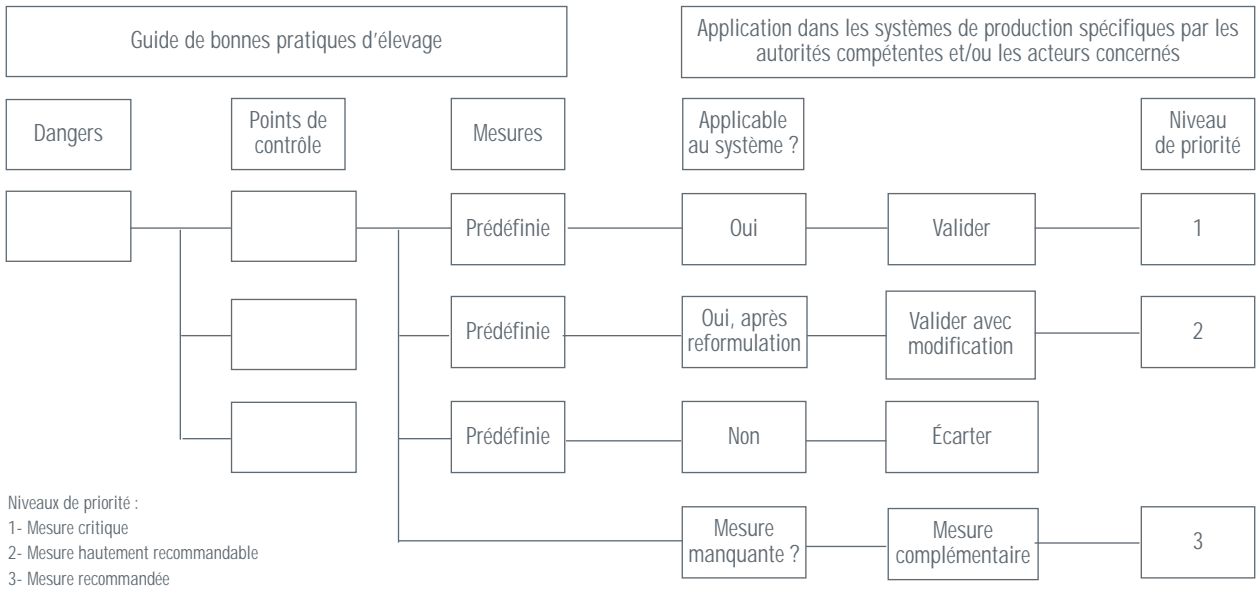 Guide de bonnes pratiques d'élevage
Application dans les systèmes de production spécifiques par les
autorités compétentes et/ou les acteurs concernés
Dangers
Points de
contrôle
Mesures
Applicable
au système ?
Niveau
de priorité
Prédéfinie
Oui
Valider
1
Prédéfinie
Oui, après
reformulation
Valider avec
modification
2
Prédéfinie
Non
Écarter
Mesure
manquante ?
Mesure
complémentaire
3
Niveaux de priorité :
1- Mesure critique
2- Mesure hautement recommandable
3- Mesure recommandée